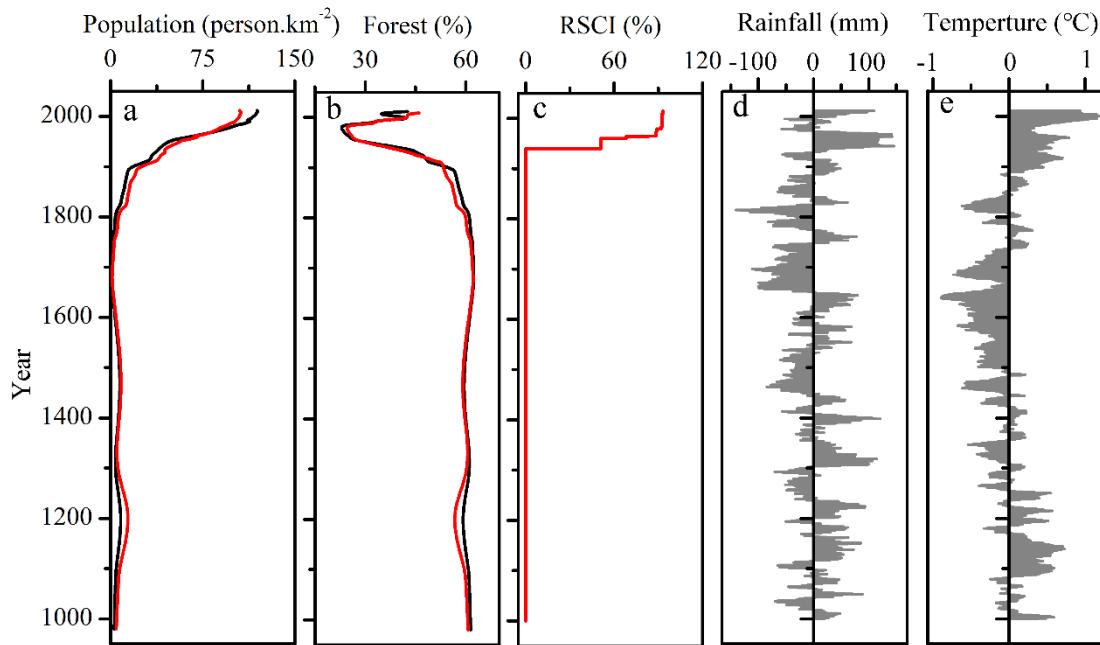 Population (person.km⁻²) Forest (%) RSCI (%) Rainfall (mm) Temperture (°C)
0 75 150 30 60 0 60 120 -100 0 100 -1 0 1
2000 a b c d e
1800
1600
Year
1400
1200
1000